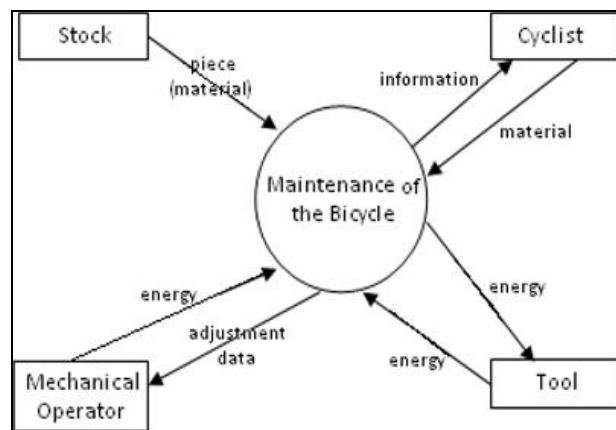 Stock
Cyclist
piece
(material)
information
material
Maintenance of
the Bicycle
energy
energy
adjustment
data
energy
Mechanical
Operator
Tool